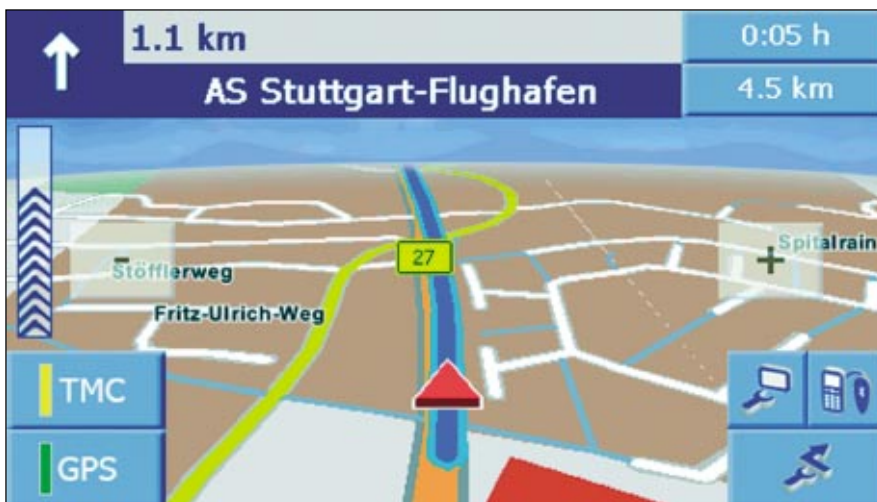 1.1 km
0:05 h
AS Stuttgart-Flughafen
4.5 km
27
-
+
Spitalrain
Stöfflerweg
Fritz-Ulrich-Weg
TMC
GPS